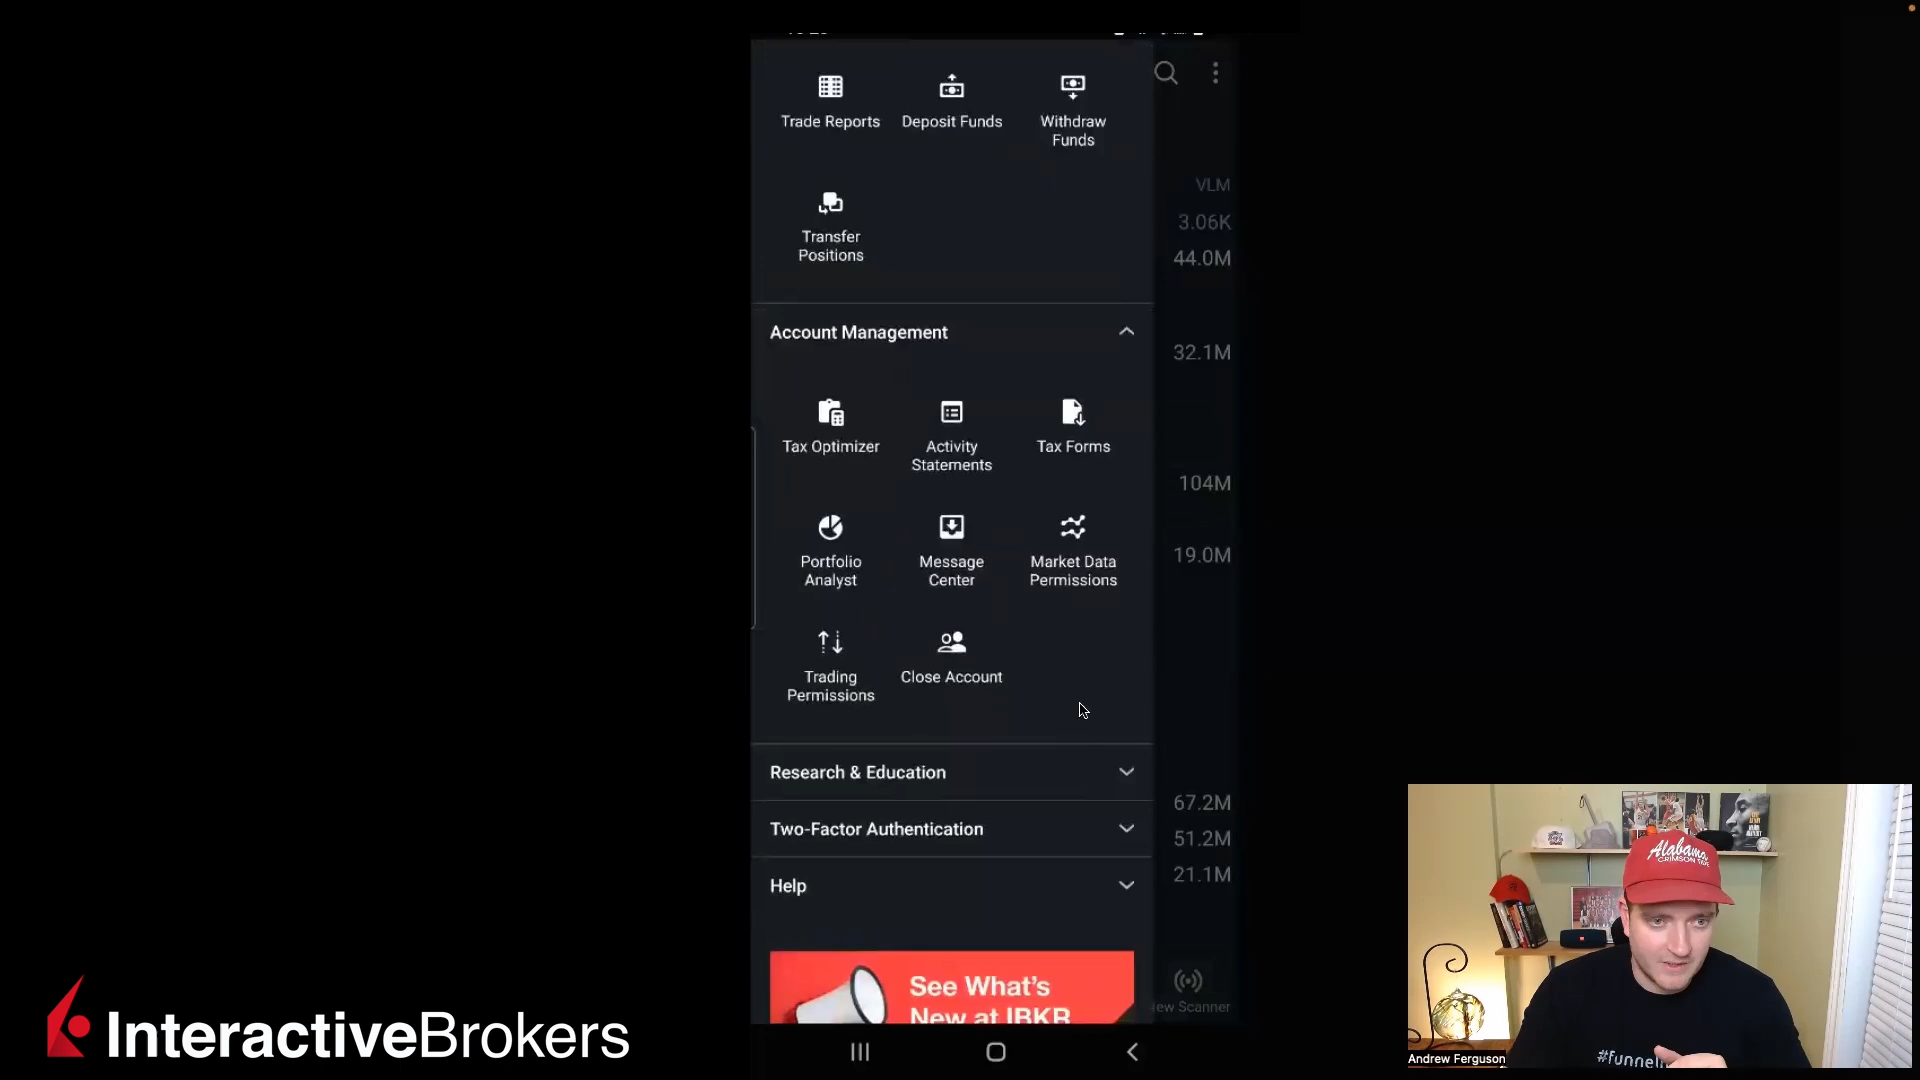 Trade Reports
Deposit Funds
Withdraw
Funds
Transfer
Positions
VLM
3.06K
44.0M
Account Management
32.1M
Tax Optimizer
Activity
Statements
Tax Forms
104M
Portfolio
Analyst
Message
Center
Market Data
Permissions
19.0M
Trading
Permissions
Close Account
Research & Education
67.2M
Two-Factor Authentication
51.2M
Help
21.1M
See What's
New at IBKR
Scanner
InteractiveBrokers
Alabama
CRIMSON TIDE
Andrew Ferguson